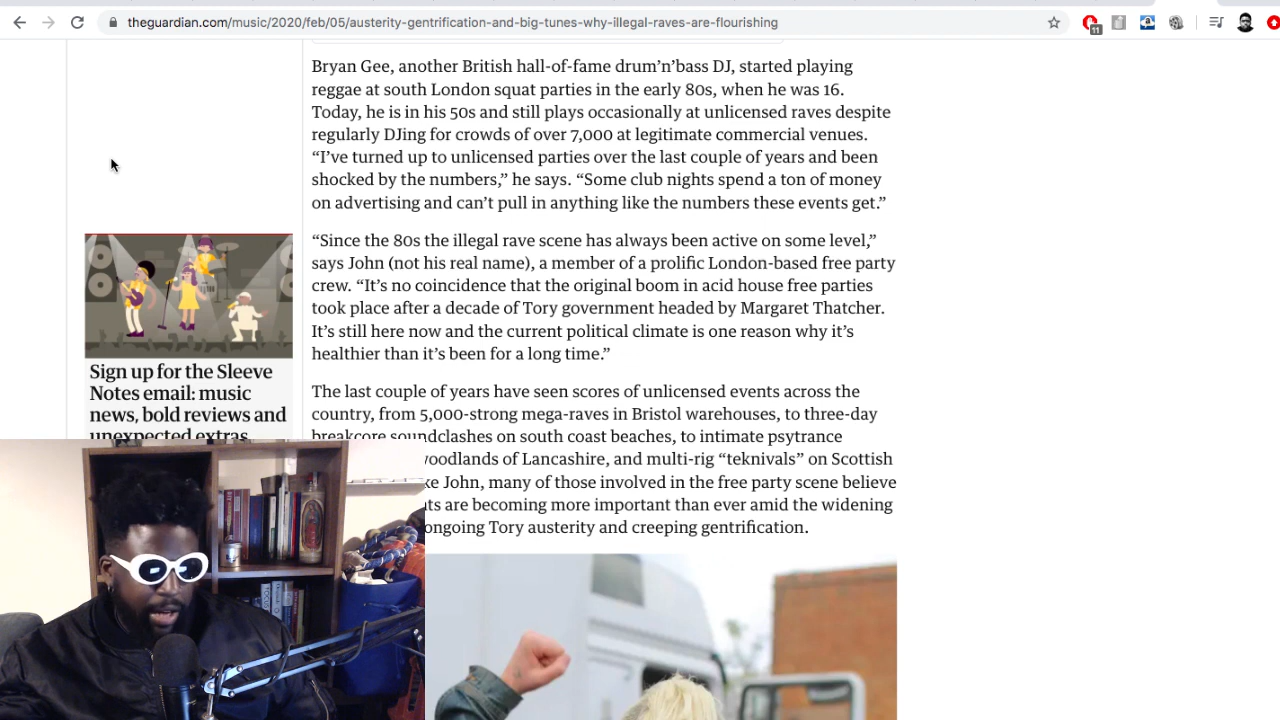 theguardian.com/music/2020/feb/05/austerity-gentrification-and-big-tunes-why-illegal-raves-are-flourishing
11
Bryan Gee, another British hall-of-fame drum’n’bass DJ, started playing
reggae at south London squat parties in the early 80s, when he was 16.
Today, he is in his 50s and still plays occasionally at unlicensed raves despite
regularly DJing for crowds of over 7,000 at legitimate commercial venues.
“I’ve turned up to unlicensed parties over the last couple of years and been
shocked by the numbers,” he says. “Some club nights spend a ton of money
on advertising and can’t pull in anything like the numbers these events get.”
“Since the 80s the illegal rave scene has always been active on some level,”
says John (not his real name), a member of a prolific London-based free party
crew. “It’s no coincidence that the original boom in acid house free parties
took place after a decade of Tory government headed by Margaret Thatcher.
It’s still here now and the current political climate is one reason why it’s
healthier than it’s been for a long time.”
The last couple of years have seen scores of unlicensed events across the
country, from 5,000-strong mega-raves in Bristol warehouses, to three-day
breakcore soundclashes on south coast beaches, to intimate psytrance
woodlands of Lancashire, and multi-rig “teknivals” on Scottish
ke John, many of those involved in the free party scene believe
ts are becoming more important than ever amid the widening
ongoing Tory austerity and creeping gentrification.
Sign up for the Sleeve
Notes email: music
news, bold reviews and
unexpected extras